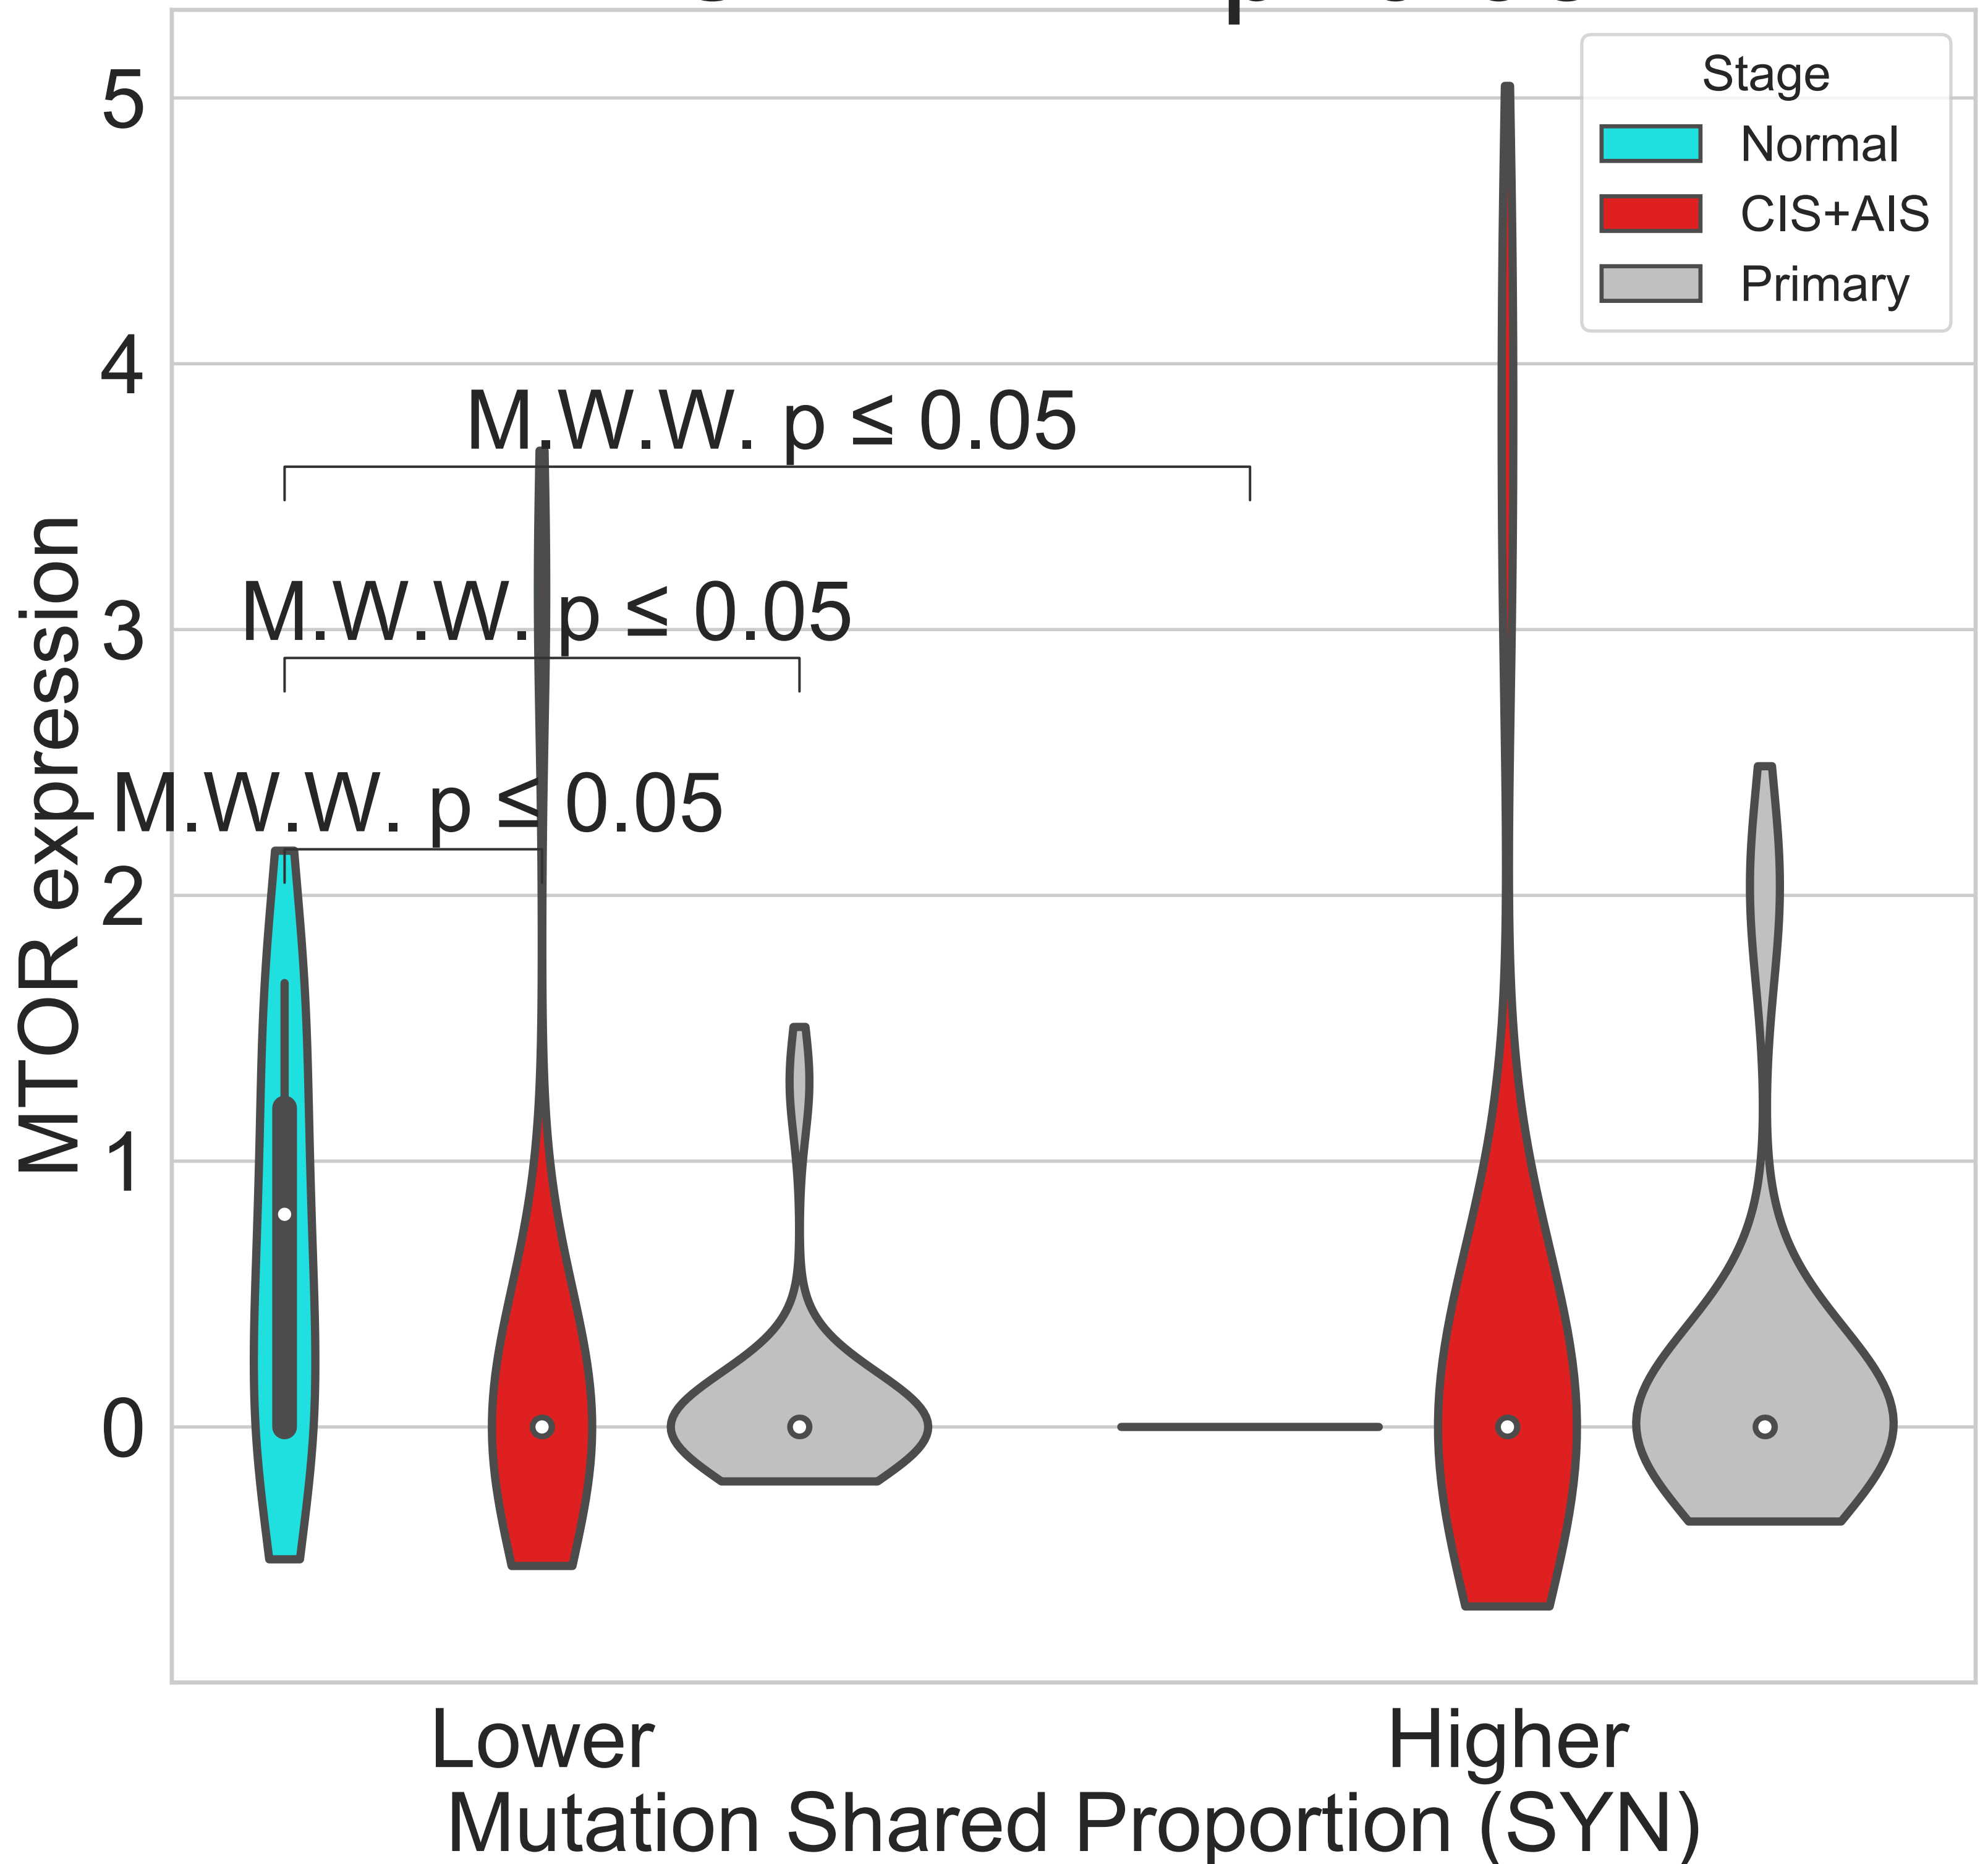 Stage
Normal
CIS+AIS
Primary
5
4
3
2
1
0
MTOR expression
M.W.W. p ≤ 0.05
M.W.W. p ≤ 0.05
M.W.W. p ≤ 0.05
Lower
Higher
Mutation Shared Proportion (SYN)